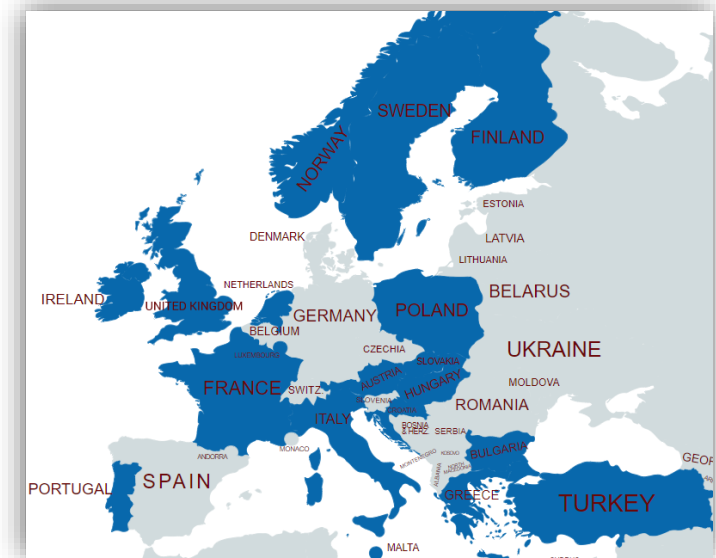 SWEDEN
FINLAND
NORWAY
ESTONIA
DENMARK
LATVIA
LITHUANIA
NETHERLANDS
BELARUS
IRELAND
UNITED KINGDOM
POLAND
GERMANY
BELGIUM
CZECHIA
UKRAINE
LUXEMBOURG
SLOVAKIA
AUSTRIA
HUNGARY
MOLDOVA
FRANCE
SWITZ.
SLOVENIA
CROATIA
ROMANIA
ITALY
BOSNIA
& HERZ.
SERBIA
MONACO
ANDORRA
MONTENEGRO
KOSOVO
BULGARIA
GEOR
NORTH
MACEDONIA
ALBANIA
PORTUGAL
SPAIN
GREECE
TURKEY
MALTA